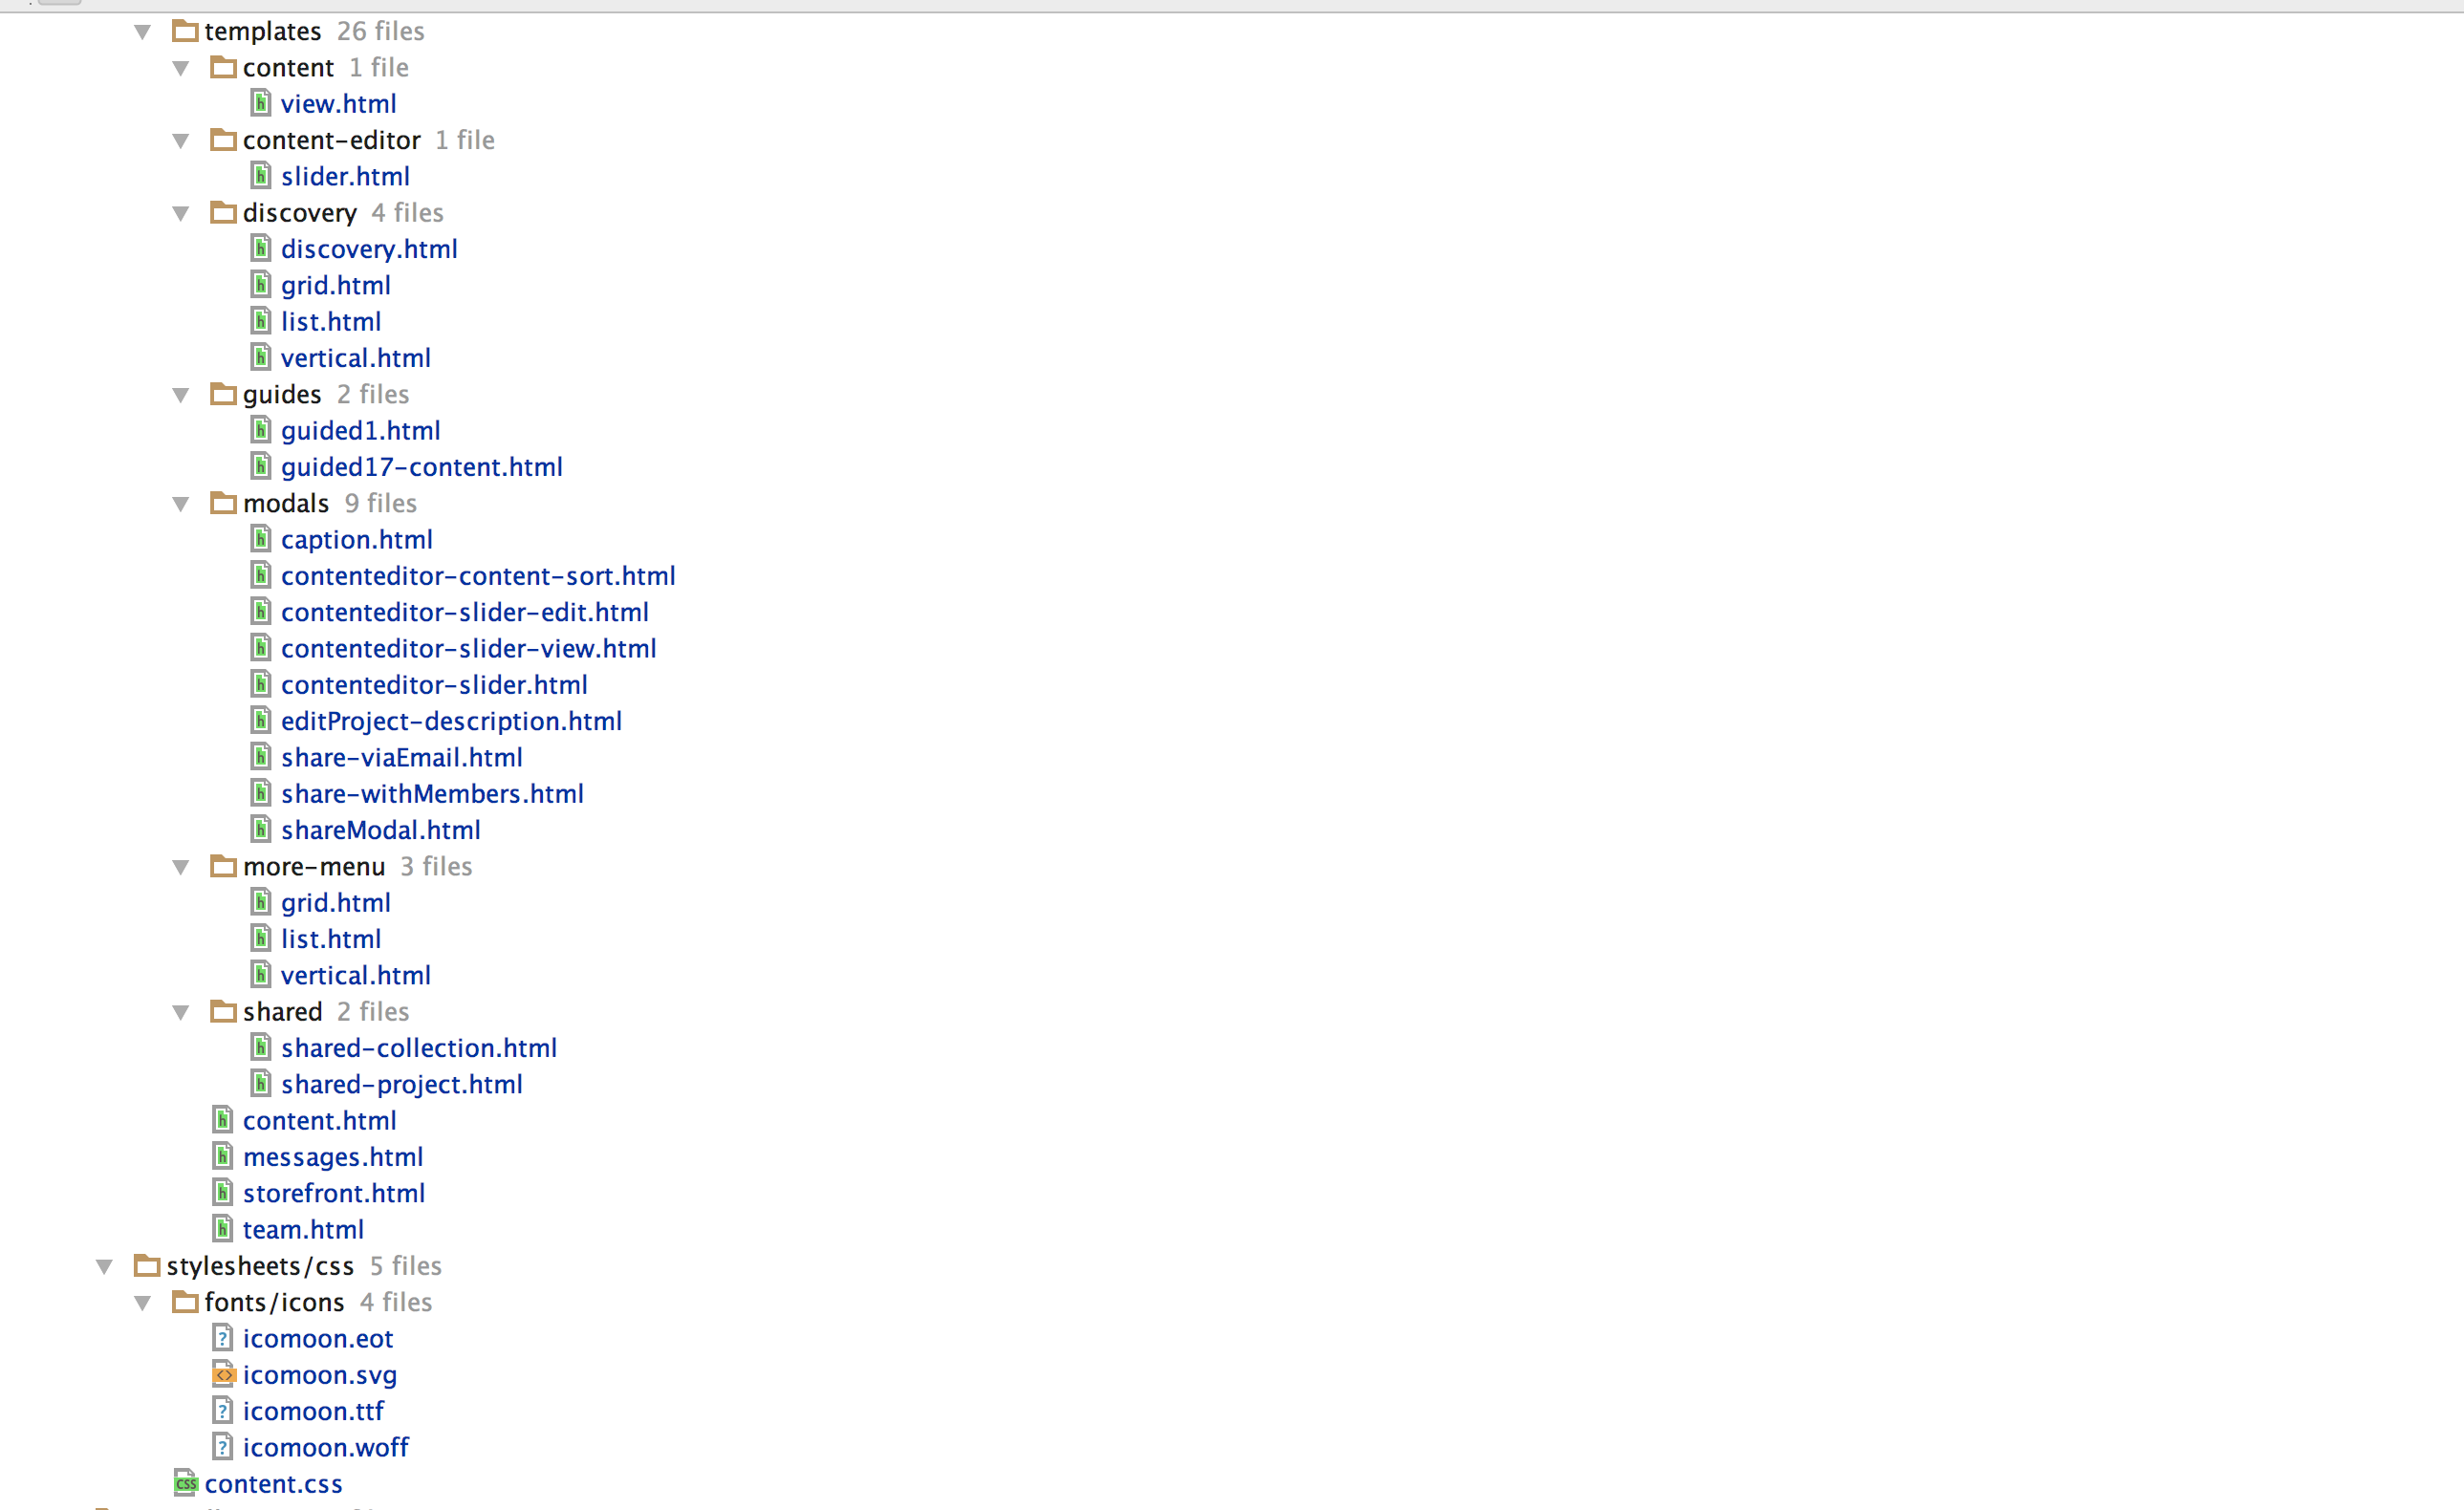 templates 26 files
content 1 file
view.html
content-editor 1 file
slider.html
discovery 4 files
discovery.html
grid.html
list.html
vertical.html
guides 2 files
guided1.html
guided17-content.html
modals 9 files
caption.html
contenteditor-content-sort.html
contenteditor-slider-edit.html
contenteditor-slider-view.html
contenteditor-slider.html
editProject-description.html
share-viaEmail.html
share-withMembers.html
shareModal.html
more-menu 3 files
grid.html
list.html
vertical.html
shared 2 files
shared-collection.html
shared-project.html
content.html
messages.html
storefront.html
team.html
stylesheets/css 5 files
fonts/icons 4 files
icomoon.eot
icomoon.svg
icomoon.ttf
icomoon.woff
content.css